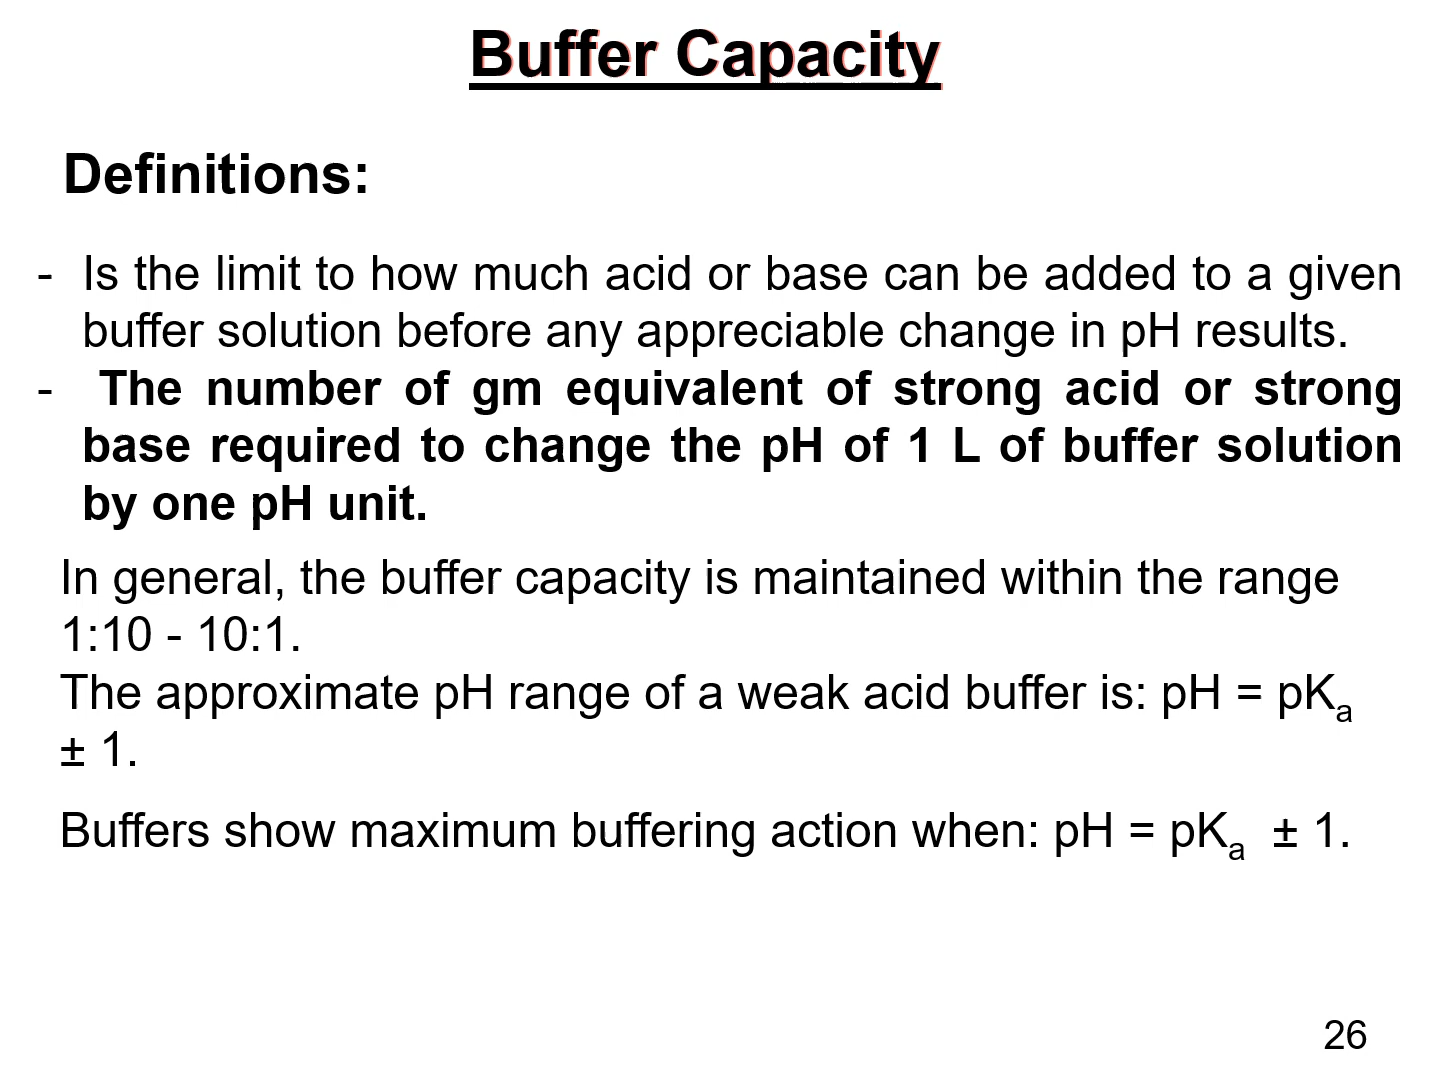 Buffer Capacity
Definitions:
- Is the limit to how much acid or base can be added to a given
buffer solution before any appreciable change in pH results.
- The number of gm equivalent of strong acid or strong
base required to change the pH of 1 L of buffer solution
by one pH unit.
In general, the buffer capacity is maintained within the range
1:10 - 10:1.
The approximate pH range of a weak acid buffer is: pH = pKₐ
± 1.
Buffers show maximum buffering action when: pH = pKₐ ± 1.
26